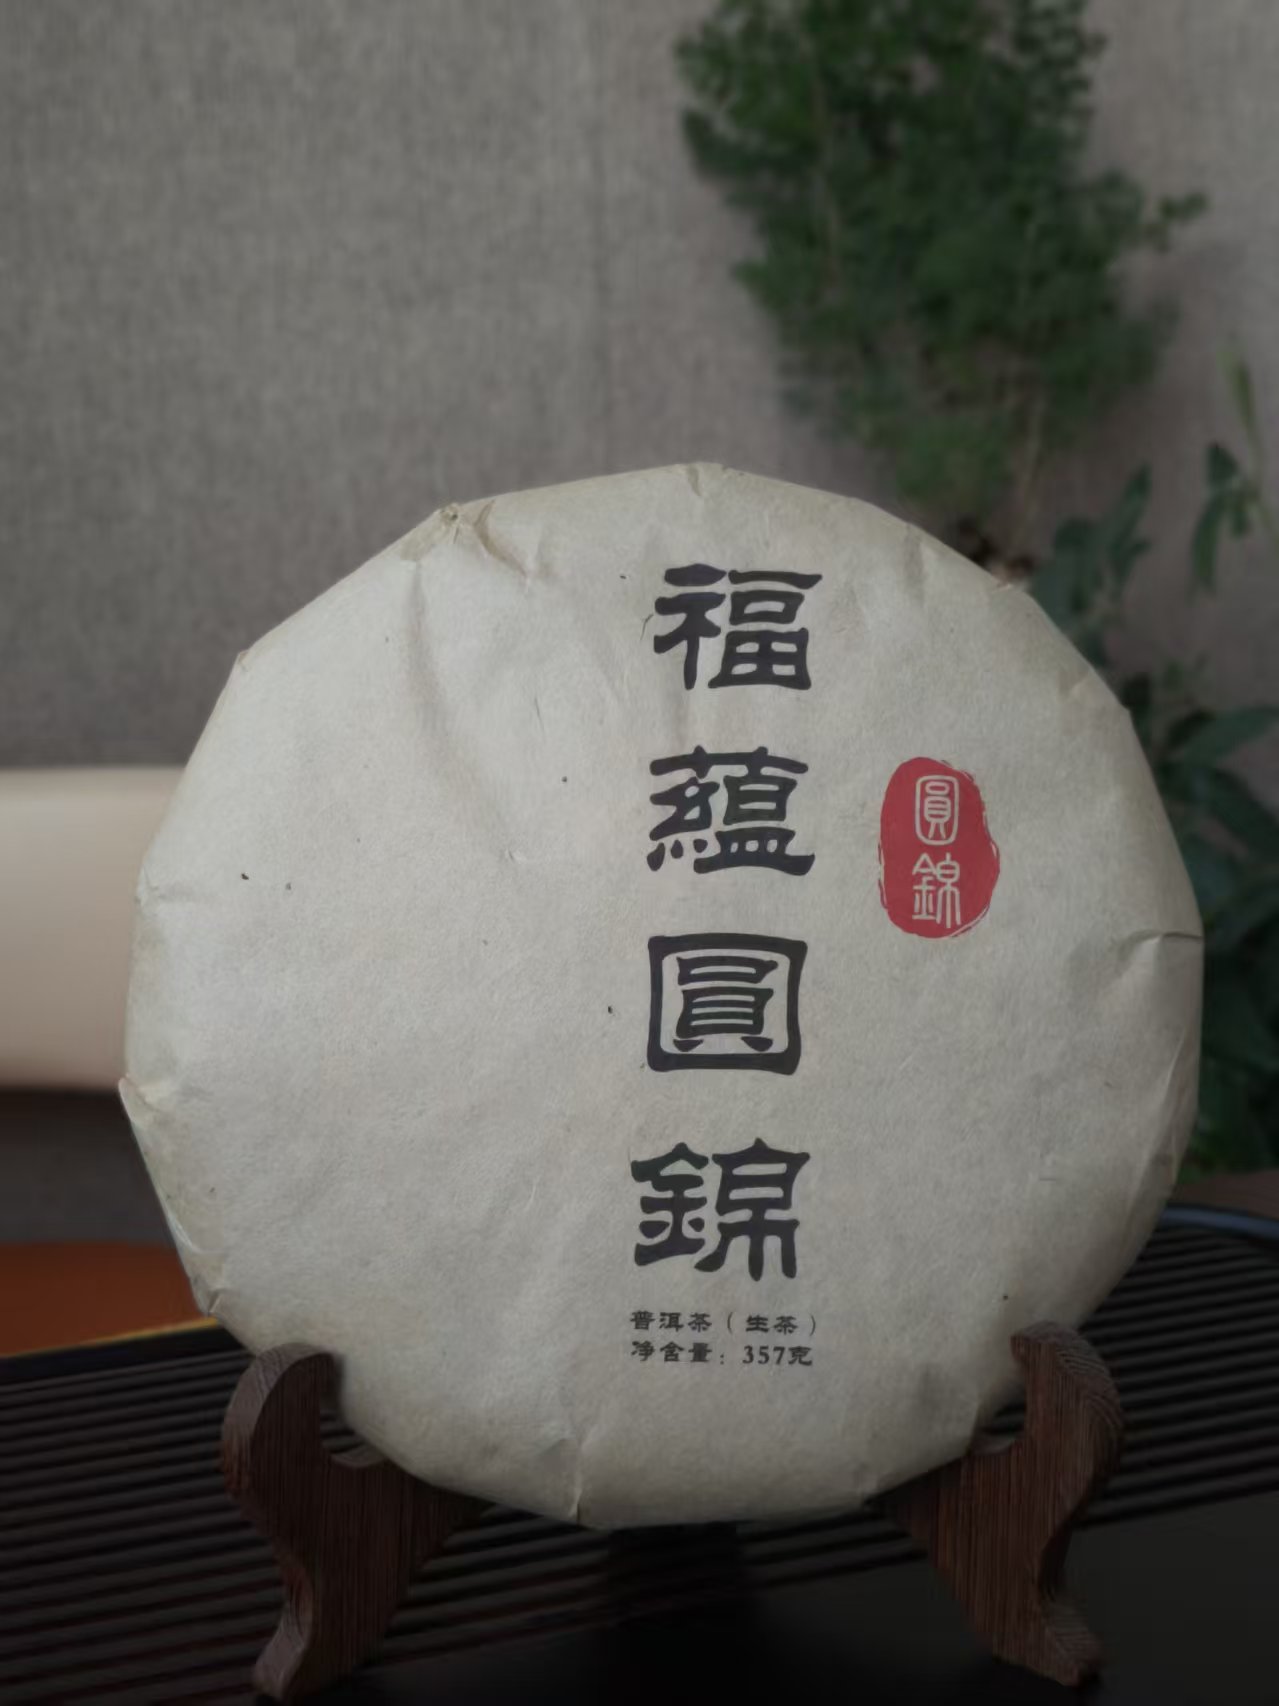 福蘊圓錦
圓錦
普洱茶（生茶）
净含量：357克